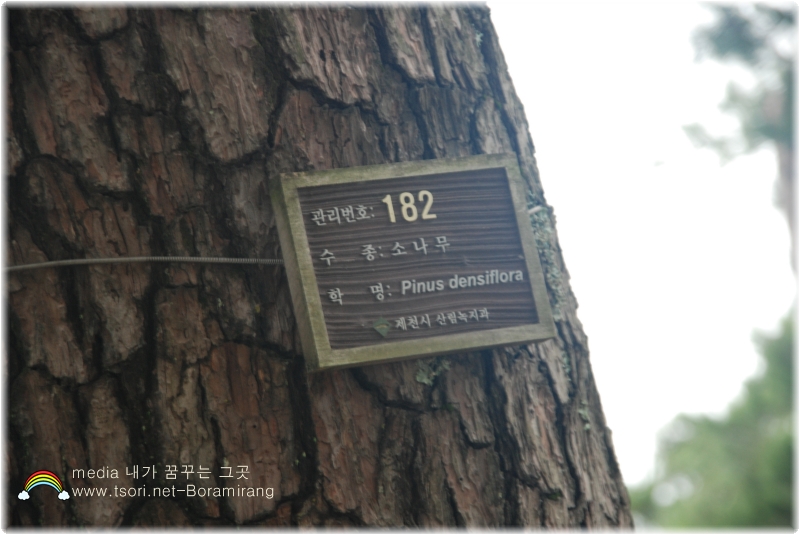 관리번호: 182
수 종: 소나무
학 명: Pinus densiflora
제천시 산림녹지과
media 내가 꿈꾸는 그곳
www.tsori.net-Boramirang